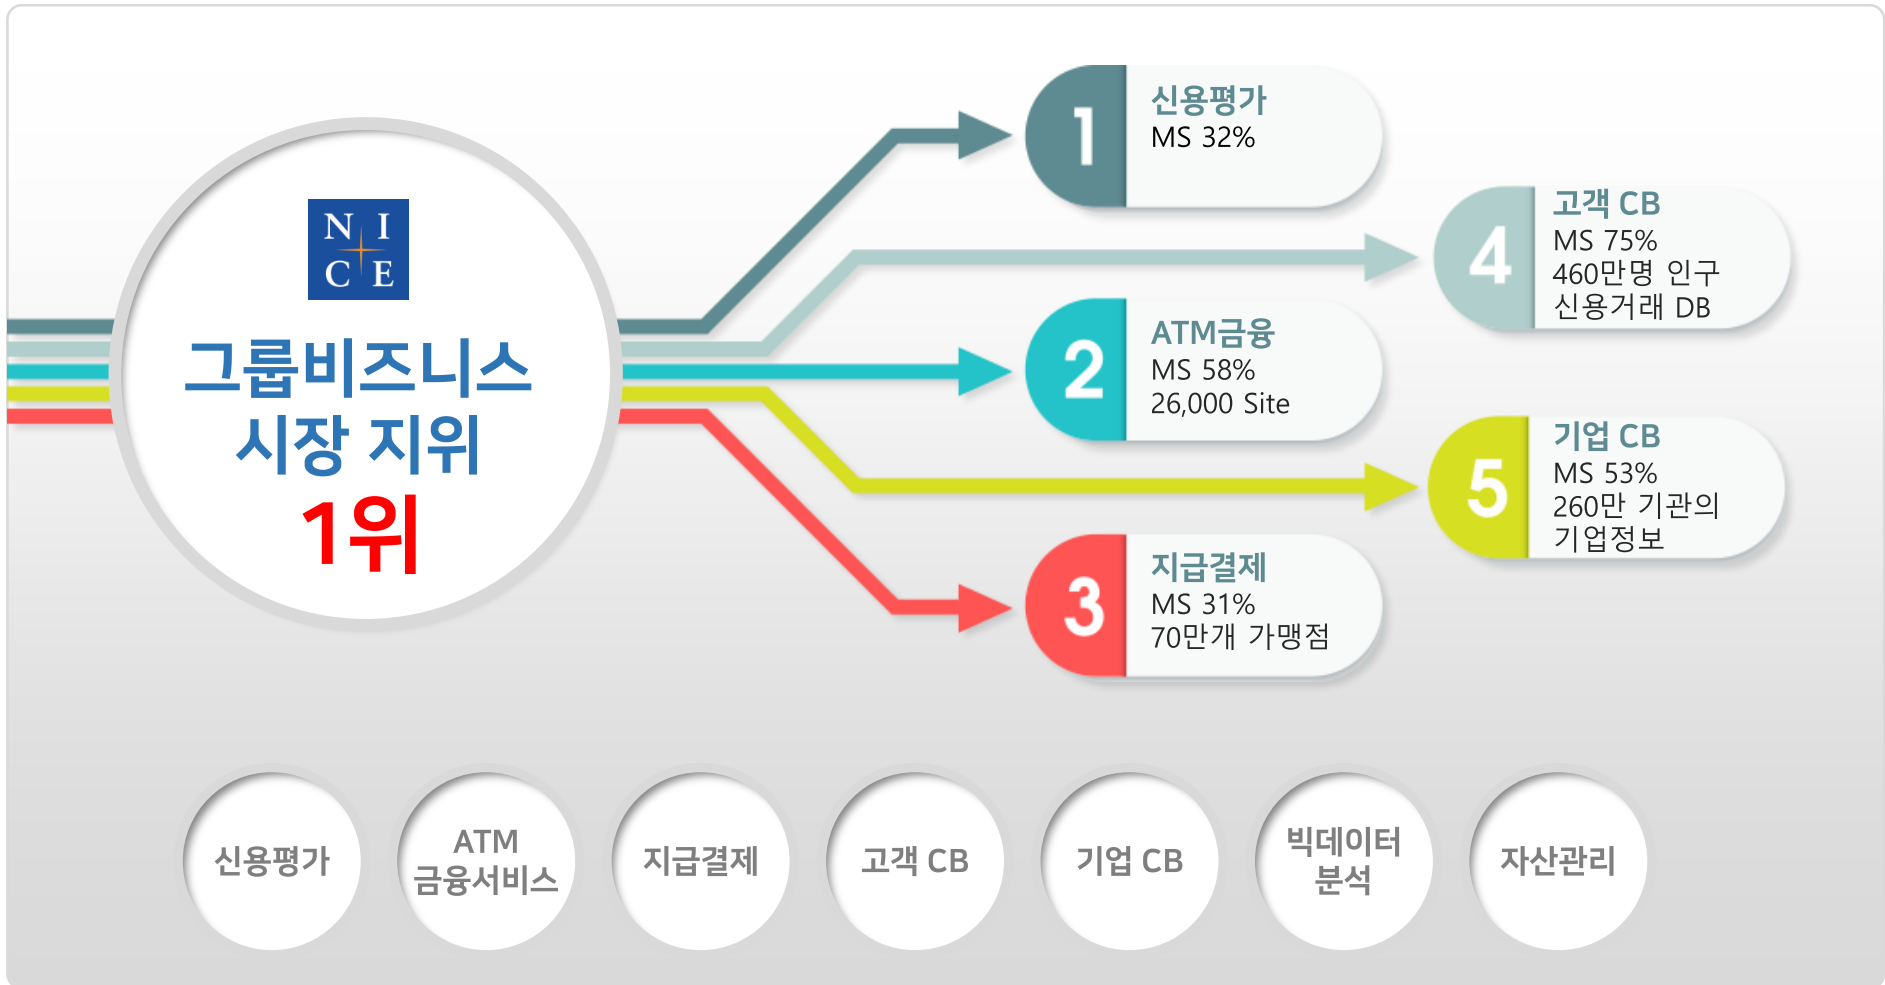 NI
CE
그룹비즈니스
시장 지위
1위
1
신용평가
MS 32%
2
ATM금융
MS 58%
26,000 Site
3
지급결제
MS 31%
70만개 가맹점
4
고객 CB
MS 75%
460만명 인구
신용거래 DB
5
기업 CB
MS 53%
260만 기관의
기업정보
신용평가
ATM
금융서비스
지급결제
고객 CB
기업 CB
빅데이터
분석
자산관리